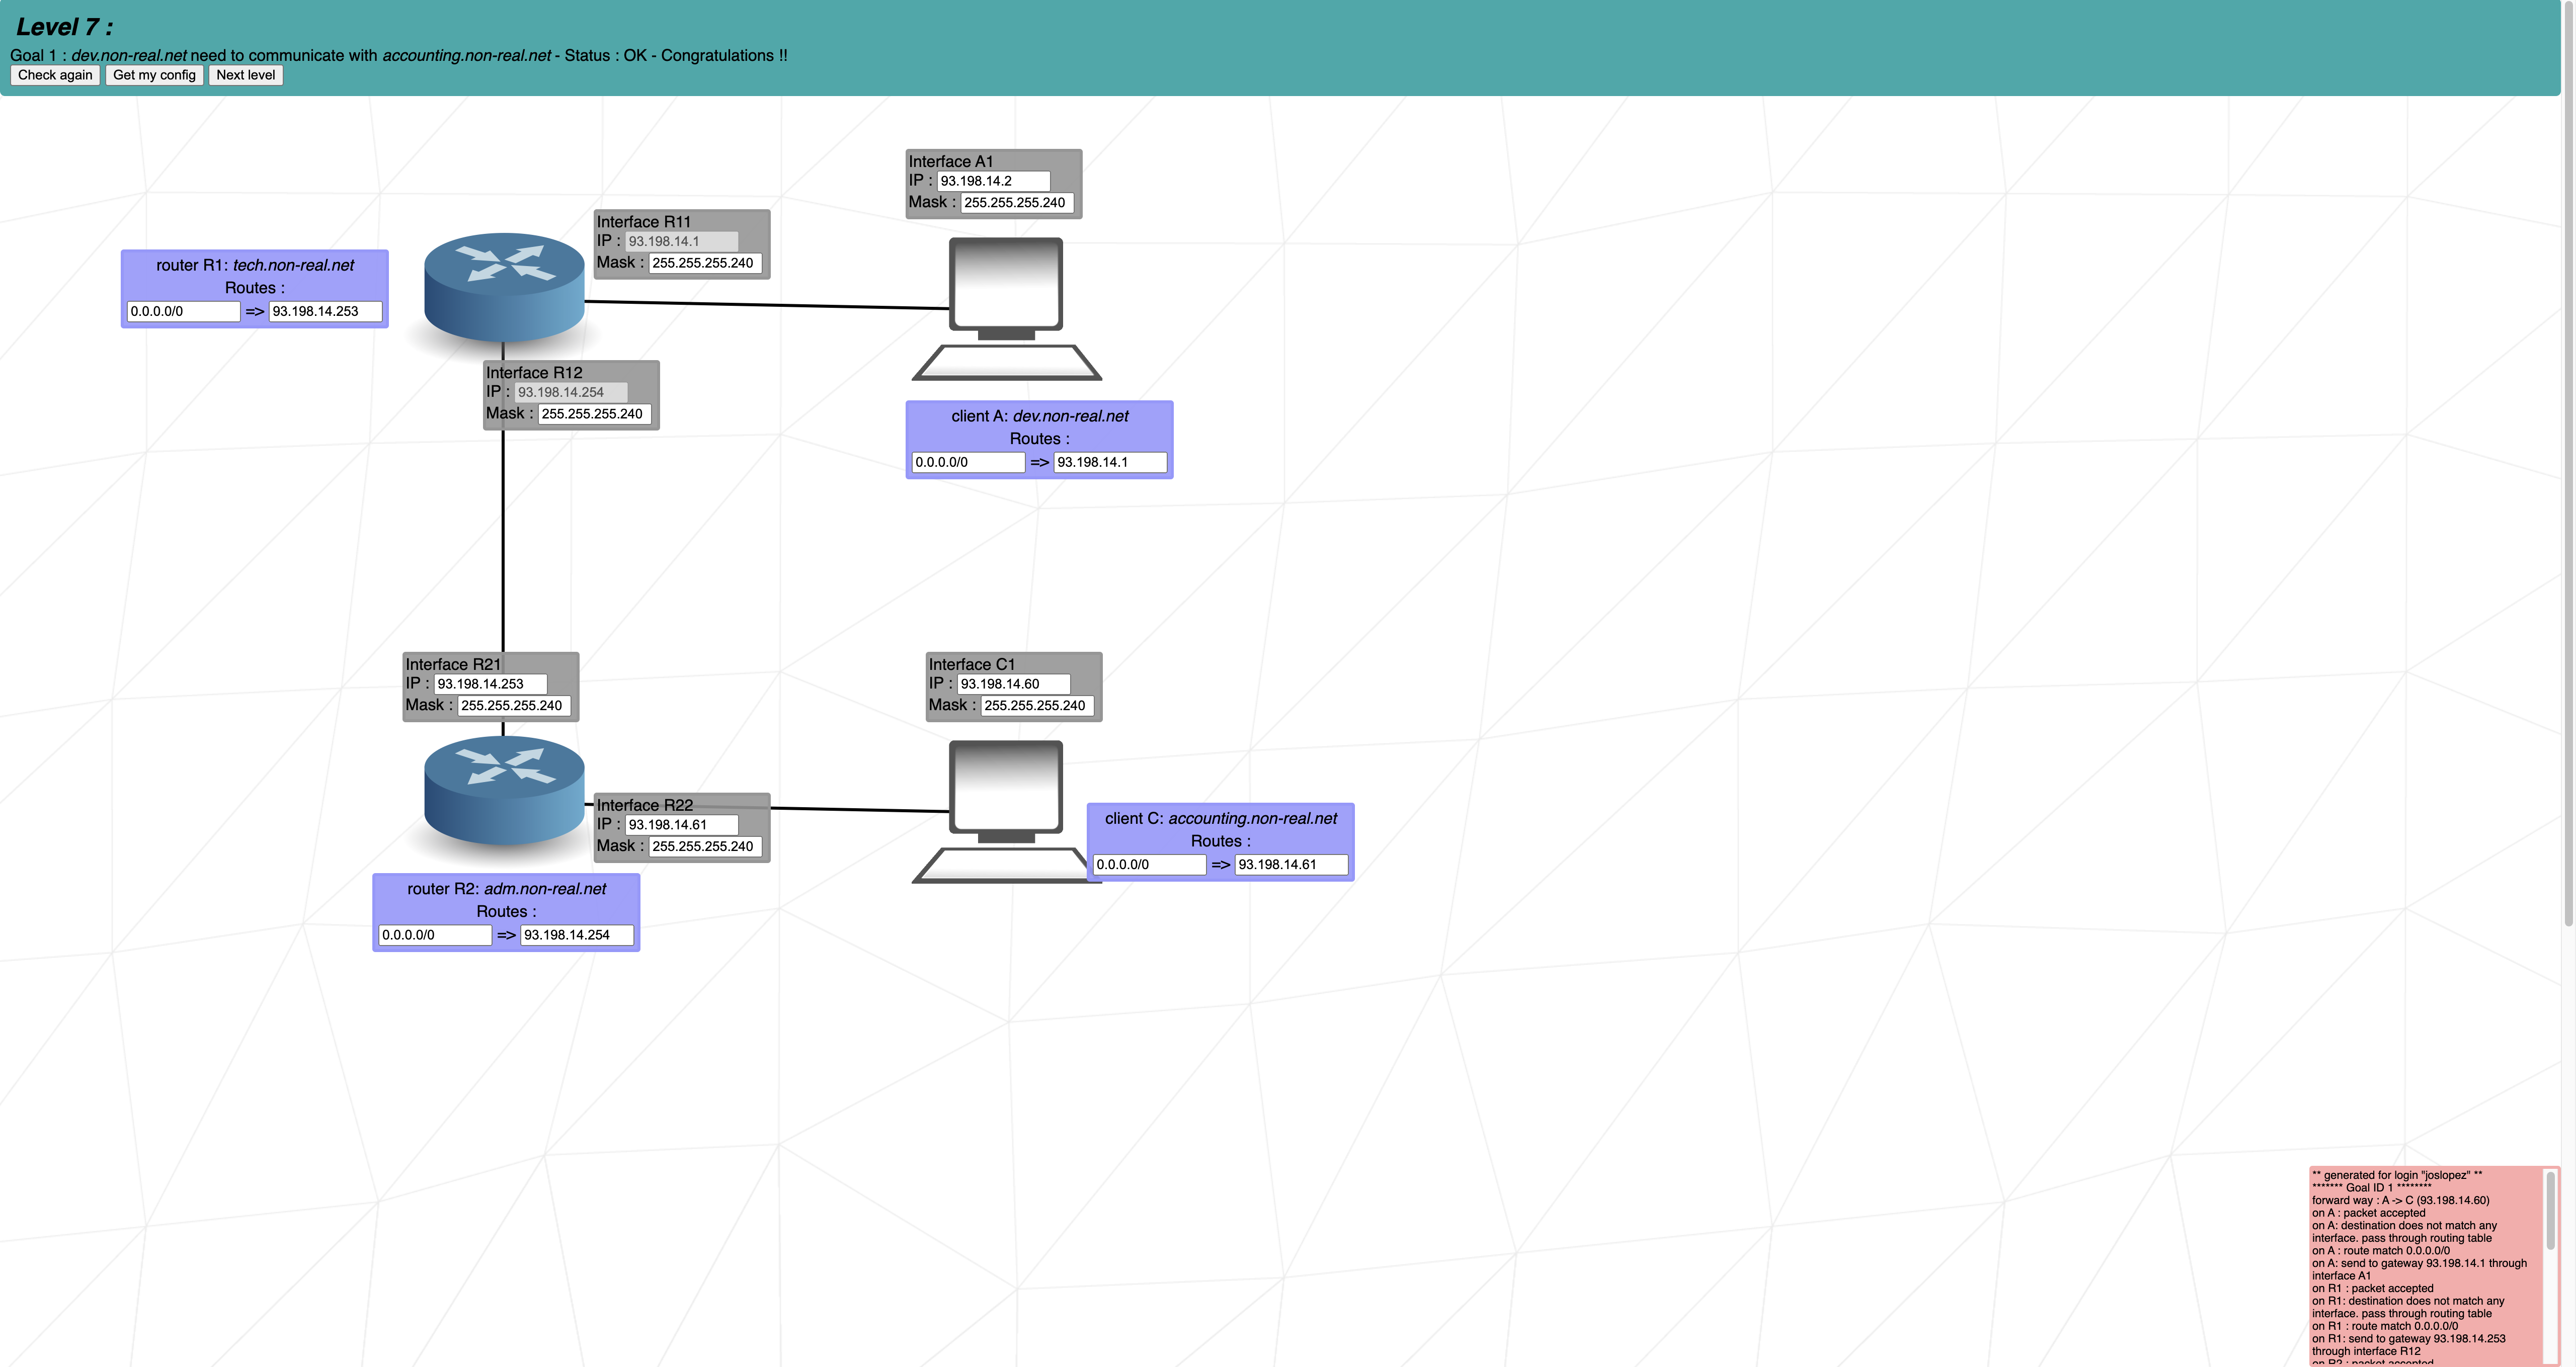 Level 7 :
Goal 1 : dev.non-real.net need to communicate with accounting.non-real.net - Status : OK - Congratulations !!
Check again Get my config Next level
Interface A1
IP : 93.198.14.2
Mask : 255.255.255.240
Interface R11
IP : 93.198.14.1
Mask : 255.255.255.240
router R1: tech.non-real.net
Routes :
0.0.0.0/0 => 93.198.14.253
Interface R12
IP : 93.198.14.254
Mask : 255.255.255.240
client A: dev.non-real.net
Routes :
0.0.0.0/0 => 93.198.14.1
Interface R21
IP : 93.198.14.253
Mask : 255.255.255.240
Interface C1
IP : 93.198.14.60
Mask : 255.255.255.240
Interface R22
IP : 93.198.14.61
Mask : 255.255.255.240
client C: accounting.non-real.net
Routes :
0.0.0.0/0 => 93.198.14.61
router R2: adm.non-real.net
Routes :
0.0.0.0/0 => 93.198.14.254
** generated for login "joslopez" **
******* Goal ID 1 ********
forward way : A -> C (93.198.14.60)
on A : packet accepted
on A: destination does not match any
interface. pass through routing table
on A : route match 0.0.0.0/0
on A: send to gateway 93.198.14.1 through
interface A1
on R1 : packet accepted
on R1: destination does not match any
interface. pass through routing table
on R1 : route match 0.0.0.0/0
on R1: send to gateway 93.198.14.253
through interface R12
on R2 : packet accepted